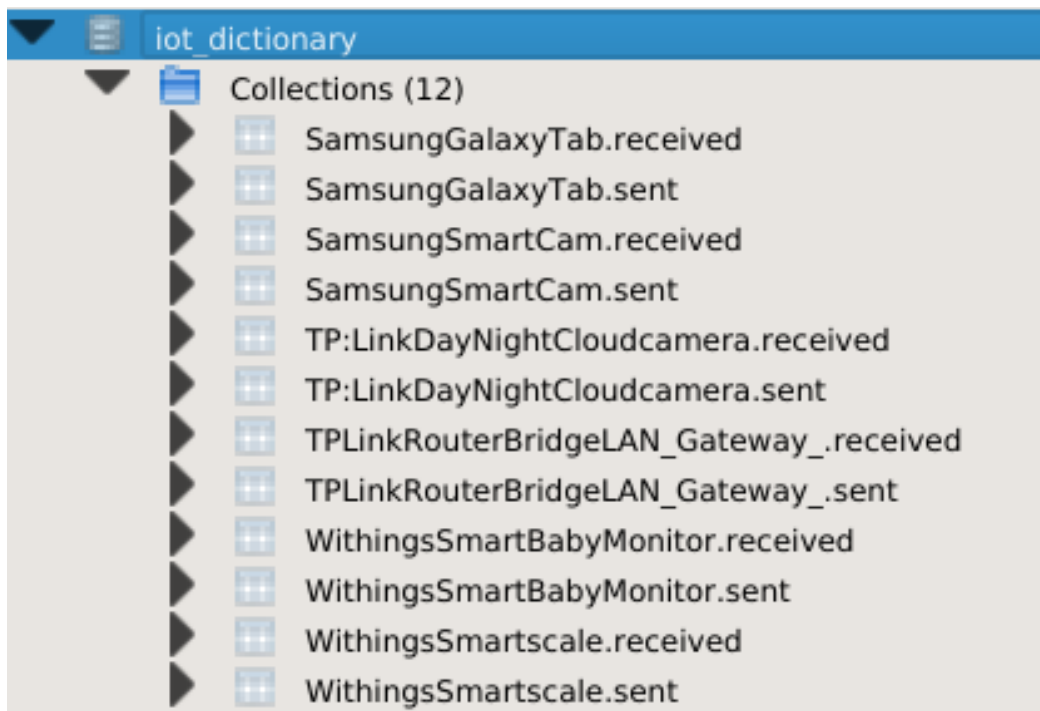 iot_dictionary
Collections (12)
SamsungGalaxyTab.received
SamsungGalaxyTab.sent
SamsungSmartCam.received
SamsungSmartCam.sent
TP:LinkDayNightCloudcamera.received
TP:LinkDayNightCloudcamera.sent
TPLinkRouterBridgeLAN_Gateway_.received
TPLinkRouterBridgeLAN_Gateway_.sent
WithingsSmartBabyMonitor.received
WithingsSmartBabyMonitor.sent
WithingsSmartscale.received
WithingsSmartscale.sent